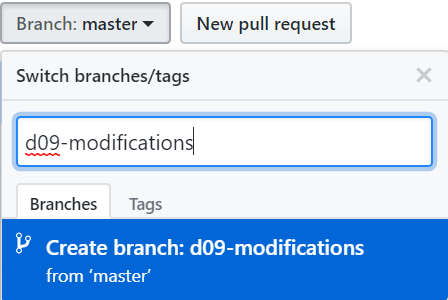 Branch: master New pull request
Switch branches/tags
d09-modifications
Branches Tags
Create branch: d09-modifications
from ‘master’